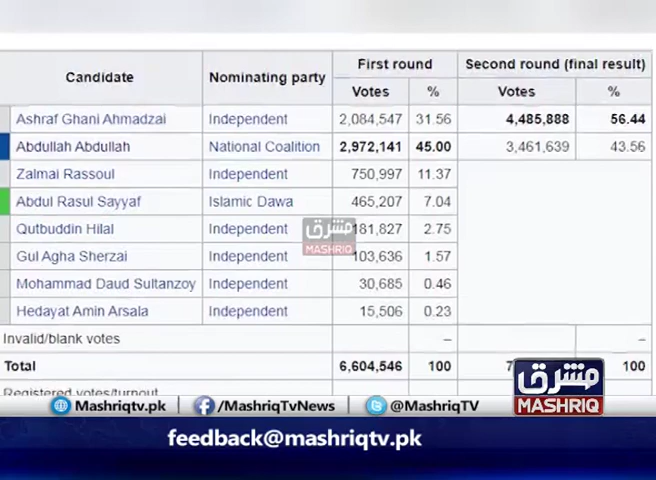 Candidate Nominating party First round Second round (final result)
Votes % Votes %
Ashraf Ghani Ahmadzai Independent 2,084,547 31.56 4,485,888 56.44
Abdullah Abdullah National Coalition 2,972,141 45.00 3,461,639 43.56
Zalmai Rassoul Independent 750,997 11.37
Abdul Rasul Sayyaf Islamic Dawa 465,207 7.04
Qutbuddin Hilal Independent 181,827 2.75
مشرق
MASHRIQ
Gul Agha Sherzai Independent 103,636 1.57
Mohammad Daud Sultanzoy Independent 30,685 0.46
Hedayat Amin Arsala Independent 15,506 0.23
Invalid/blank votes – –
Total 6,604,546 100 100
Registered votes/turnout
مشرق
MASHRIQ
Mashriqtv.pk | /MashriqTvNews | @MashriqTV
feedback@mashriqtv.pk